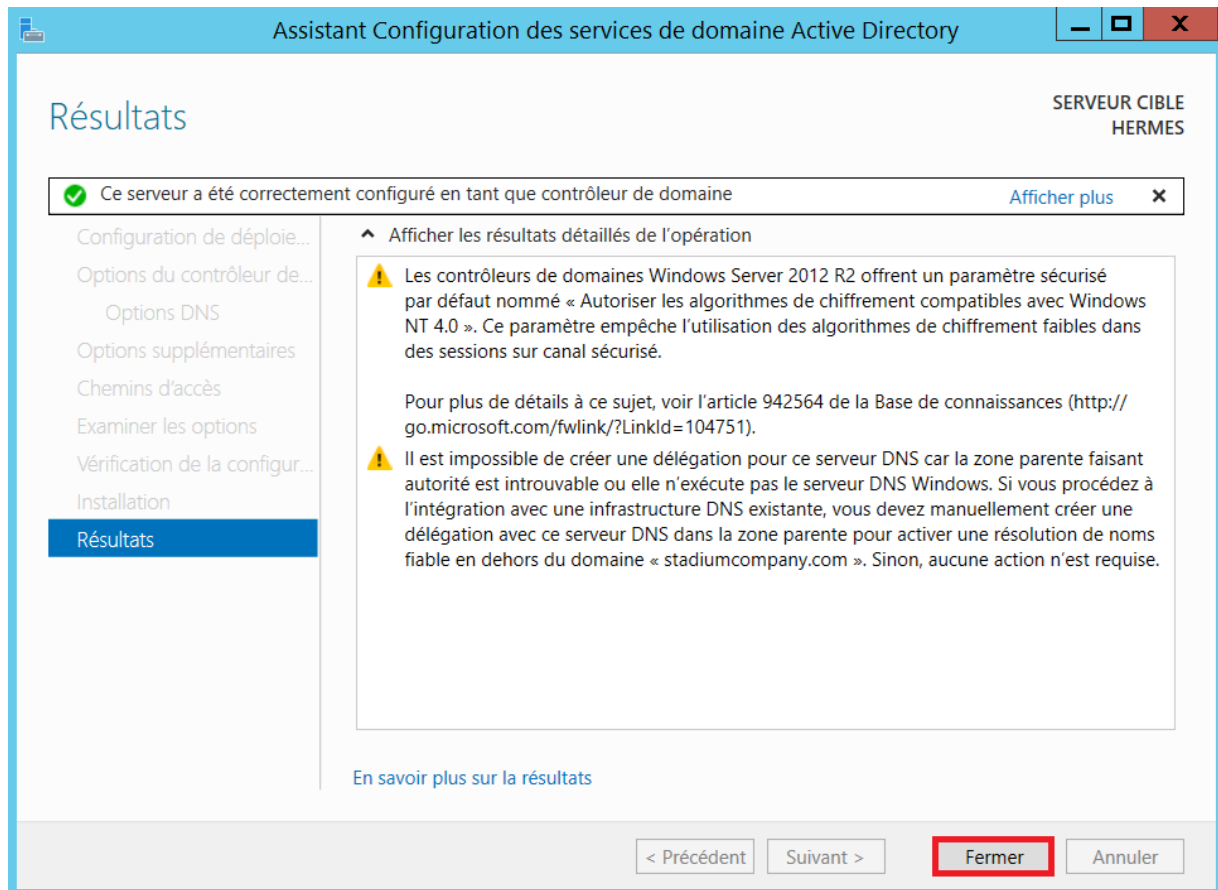 Assistant Configuration des services de domaine Active Directory
X
Résultats
SERVEUR CIBLE
HERMES
Ce serveur a été correctement configuré en tant que contrôleur de domaine
Afficher plus
Configuration de déploie...
Options du contrôleur de...
Options DNS
Options supplémentaires
Chemins d'accès
Examiner les options
Vérification de la configur...
Installation
Résultats
Afficher les résultats détaillés de l'opération
Les contrôleurs de domaines Windows Server 2012 R2 offrent un paramètre sécurisé
par défaut nommé « Autoriser les algorithmes de chiffrement compatibles avec Windows
NT 4.0 ». Ce paramètre empêche l'utilisation des algorithmes de chiffrement faibles dans
des sessions sur canal sécurisé.
Pour plus de détails à ce sujet, voir l'article 942564 de la Base de connaissances (http://
go.microsoft.com/fwlink/?LinkId=104751).
Il est impossible de créer une délégation pour ce serveur DNS car la zone parente faisant
autorité est introuvable ou elle n'exécute pas le serveur DNS Windows. Si vous procédez à
l'intégration avec une infrastructure DNS existante, vous devez manuellement créer une
délégation avec ce serveur DNS dans la zone parente pour activer une résolution de noms
fiable en dehors du domaine « stadiumcompany.com ». Sinon, aucune action n'est requise.
En savoir plus sur la résultats
< Précédent
Suivant >
Fermer
Annuler